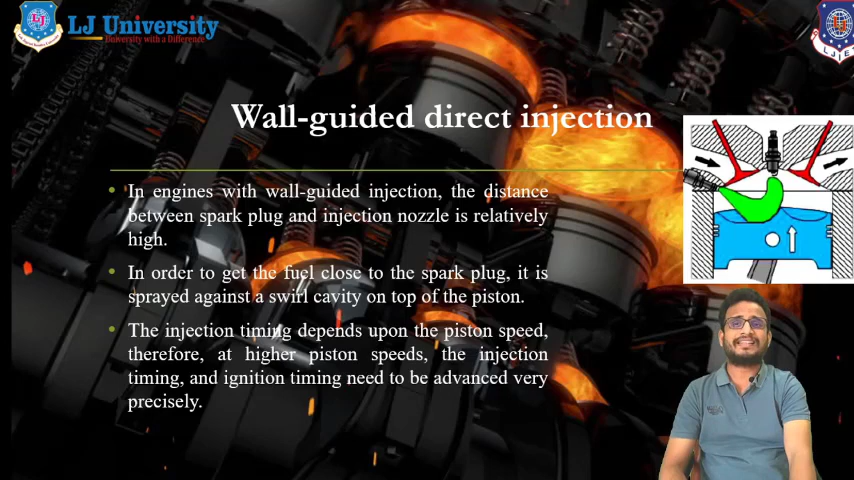 LJ University
University with a Difference
LJ
LJIET
Wall-guided direct injection
In engines with wall-guided injection, the distance
between spark plug and injection nozzle is relatively
high.
In order to get the fuel close to the spark plug, it is
sprayed against a swirl cavity on top of the piston.
The injection timing depends upon the piston speed,
therefore, at higher piston speeds, the injection
timing, and ignition timing need to be advanced very
precisely.